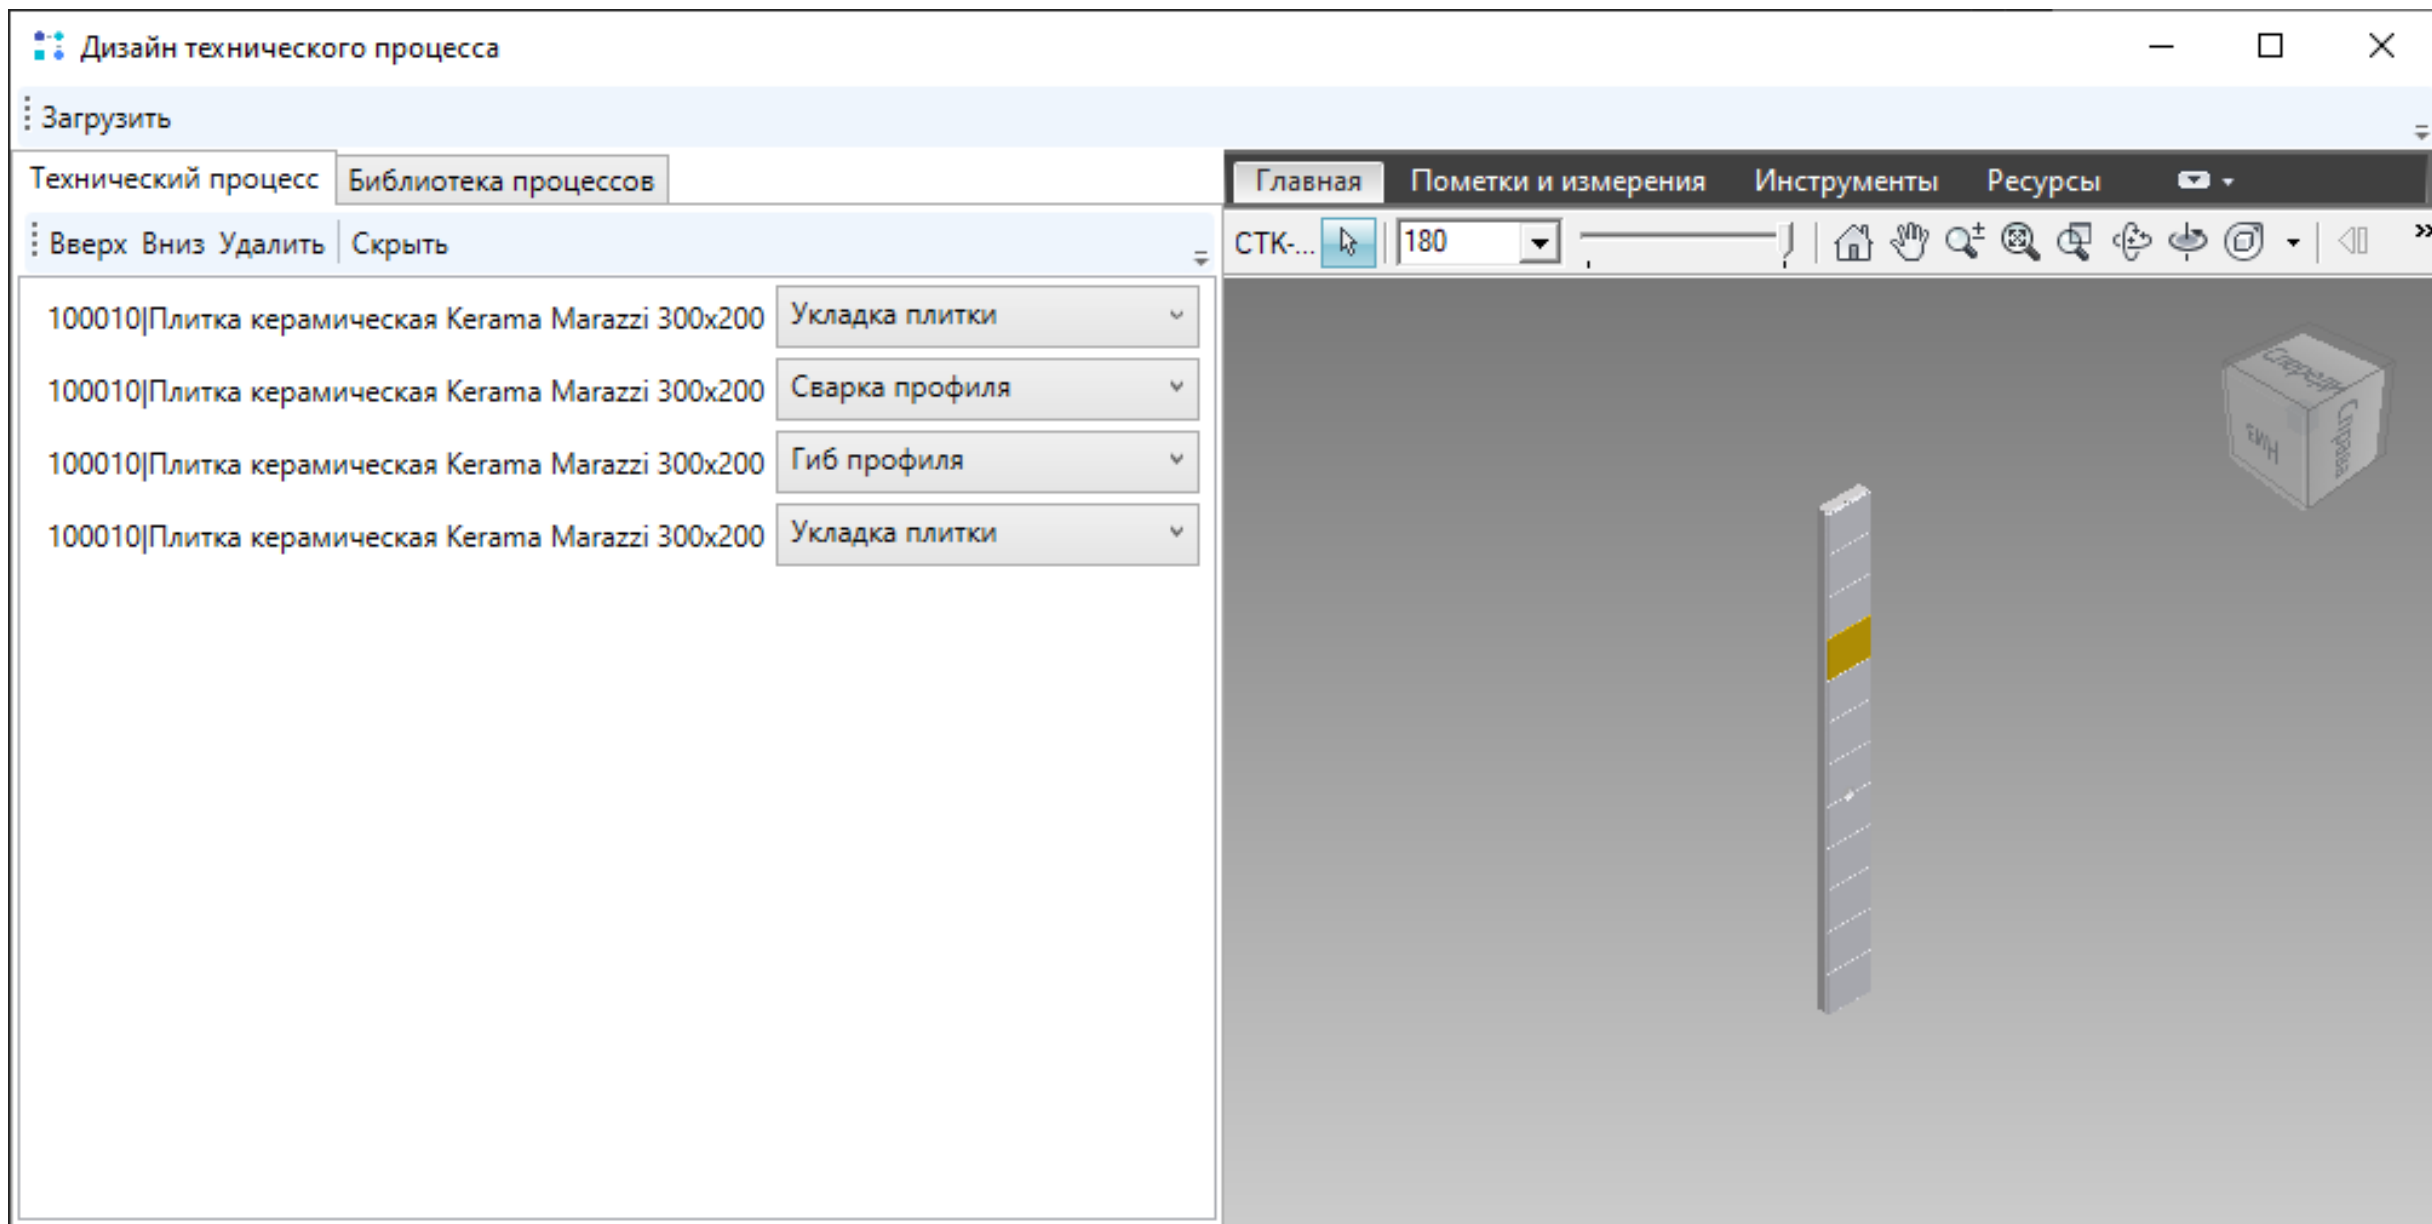 Дизайн технического процесса
Загрузить
Технический процесс Библиотека процессов
Главная Пометки и измерения Инструменты Ресурсы
Вверх Вниз Удалить Скрыть
СТК-... 180
100010|Плитка керамическая Kerama Marazzi 300x200 Укладка плитки
100010|Плитка керамическая Kerama Marazzi 300x200 Сварка профиля
100010|Плитка керамическая Kerama Marazzi 300x200 Гиб профиля
100010|Плитка керамическая Kerama Marazzi 300x200 Укладка плитки
Спереди
Справа
Низ